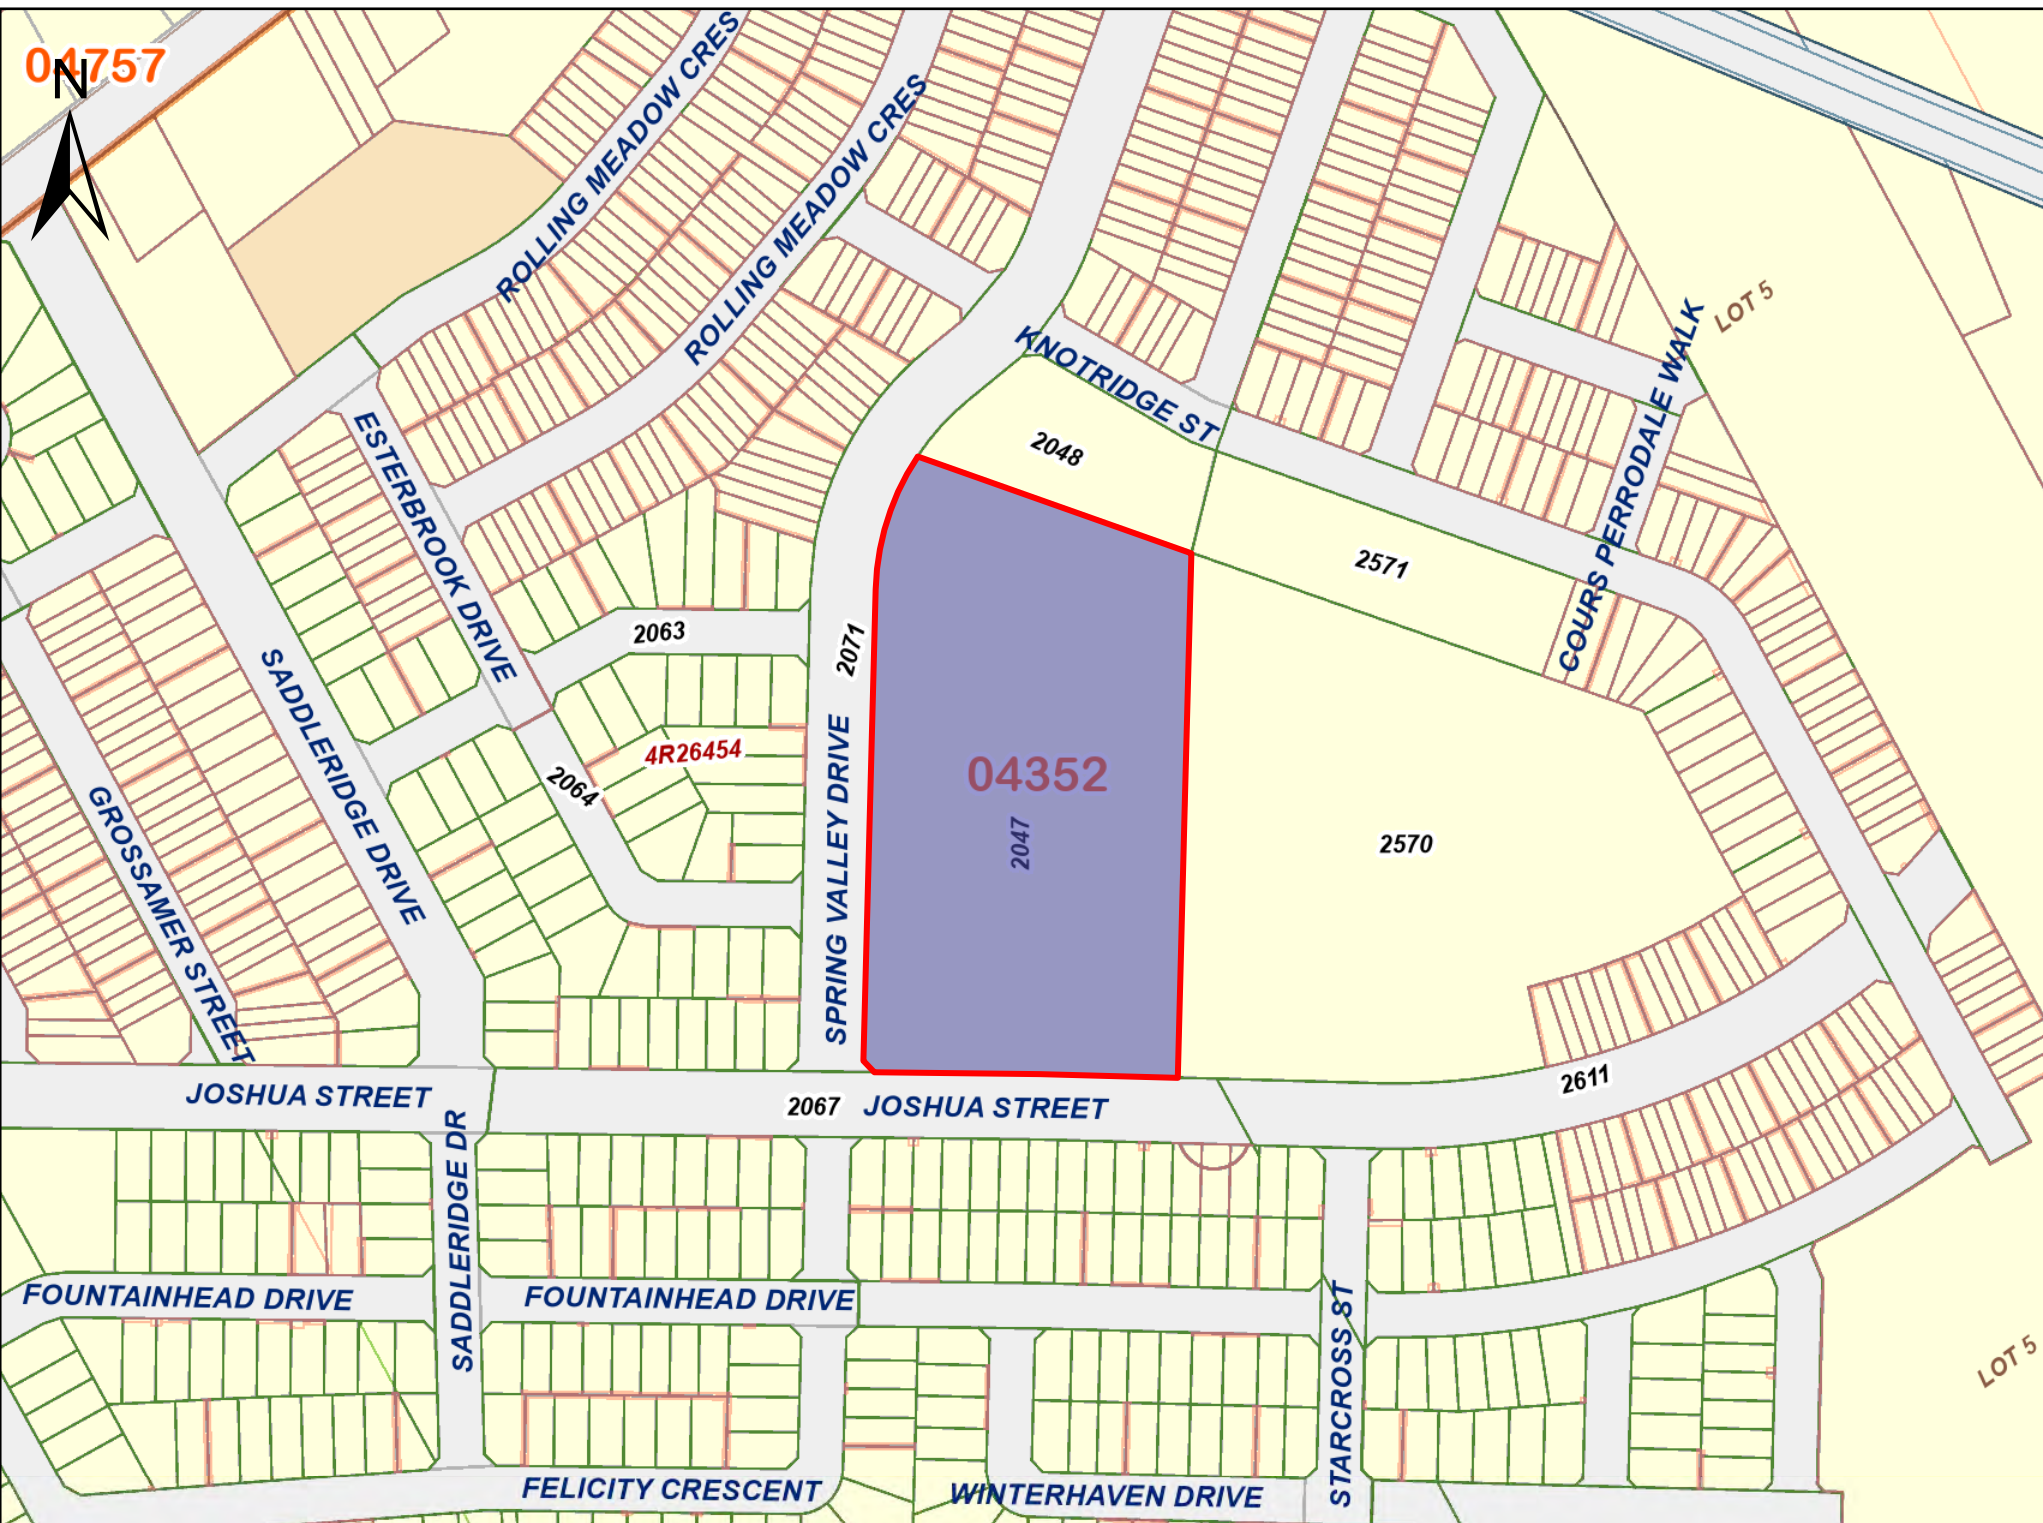 04757
N
ROLLING MEADOW CRES
ROLLING MEADOW CRES
LOT 5
KNOTRIDGE ST
COURS PERRODALE WALK
2048
ESTERBROOK DRIVE
2571
2063
2071
SADDLERIDGE DRIVE
4R26454
2064
SPRING VALLEY DRIVE
04352
2047
2570
GROSSAMER STREET
2611
JOSHUA STREET
2067
JOSHUA STREET
SADDLERIDGE DR
FOUNTAINHEAD DRIVE
FOUNTAINHEAD DRIVE
STARCROSS ST
LOT 5
FELICITY CRESCENT
WINTERHAVEN DRIVE